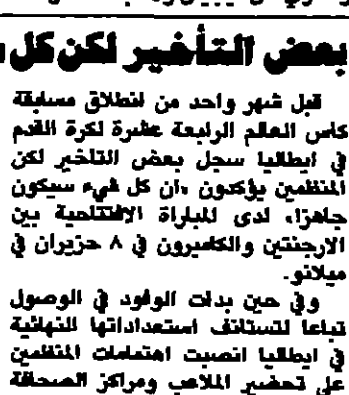 بعض التأخير لكن كل
قبل شهر واحد من انطلاق مسابقة
كاس العالم الرابعة عشرة لكرة القدم
في ايطاليا سجل بعض التاخير لكن
المنظمين يؤكدون «ان كل شيء سيكون
جاهزا» لدى المباراة الافتتاحية بين
الارجنتين والكاميرون في ٨ حزيران في
ميلانو.
وفي حين بدات الوفود في الوصول
تباعا لتستانف استعداداتها النهائية
في ايطاليا انصبت اهتمامات المنظمين
على تحضير الملاعب ومراكز الصحافة